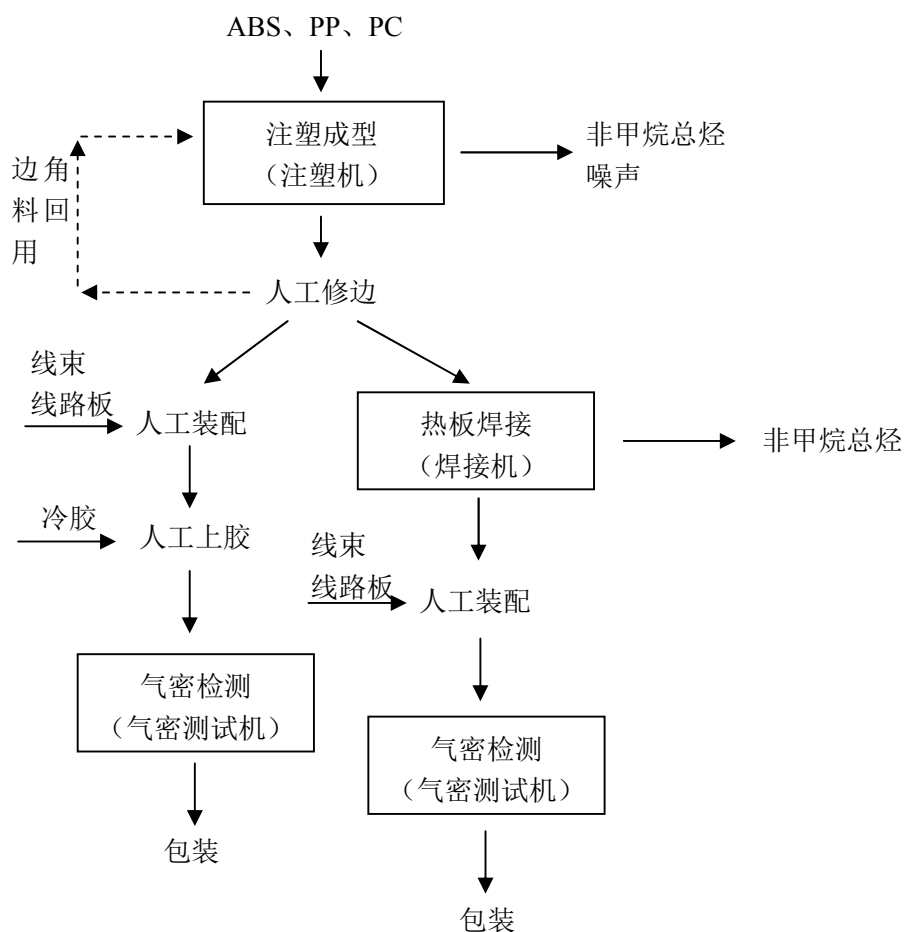 ABS、PP、PC
注塑成型
（注塑机）
非甲烷总烃
噪声
边角
料回
用
人工修边
线束
线路板
人工装配
热板焊接
（焊接机）
非甲烷总烃
冷胶
人工上胶
线束
线路板
人工装配
气密检测
（气密测试机）
气密检测
（气密测试机）
包装
包装